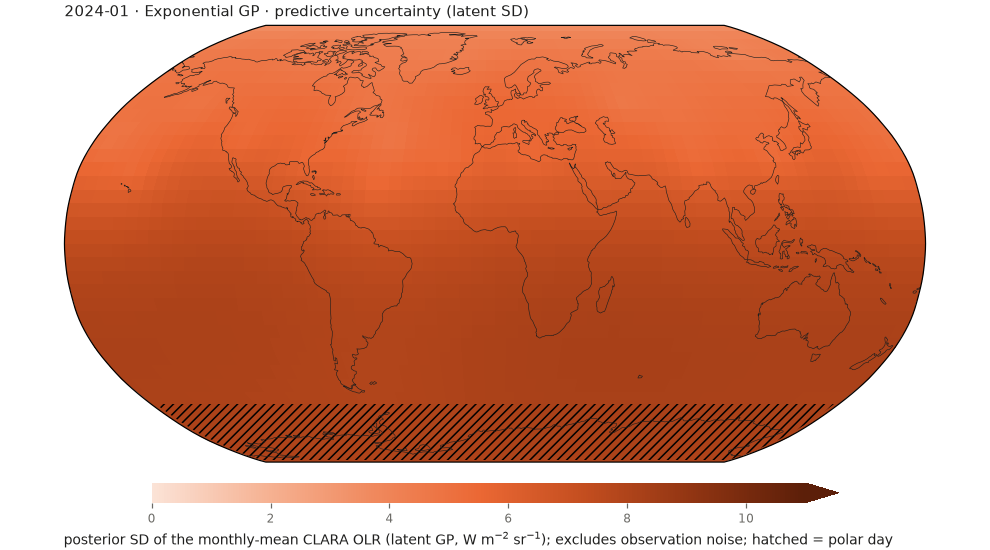 2024-01 · Exponential GP · predictive uncertainty (latent SD)
0 2 4 6 8 10
posterior SD of the monthly-mean CLARA OLR (latent GP, W m⁻² sr⁻¹); excludes observation noise; hatched = polar day